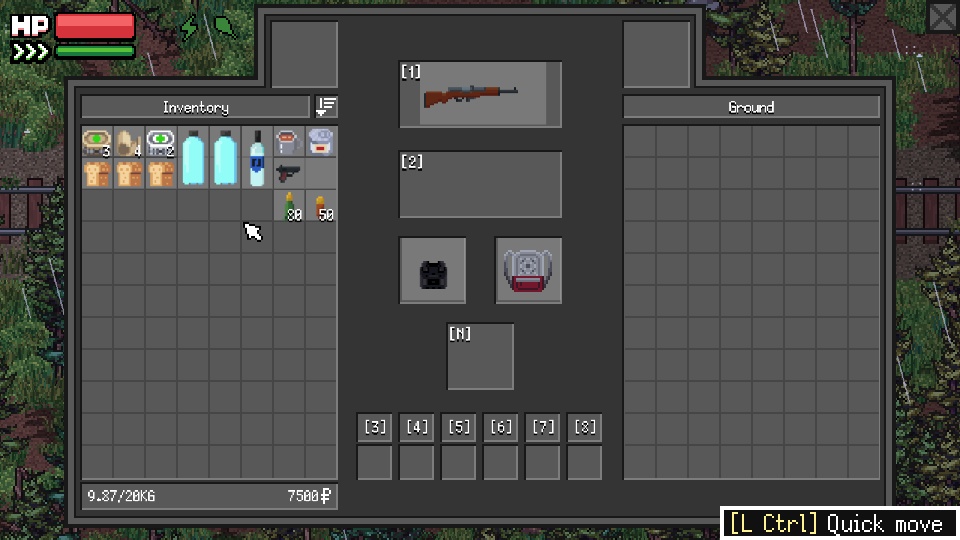 HP
[1]
Inventory
Ground
3
4
2
[2]
80
50
[N]
[3] [4] [5] [6] [7] [8]
9.87/20KG
7500₽
[L Ctrl] Quick move